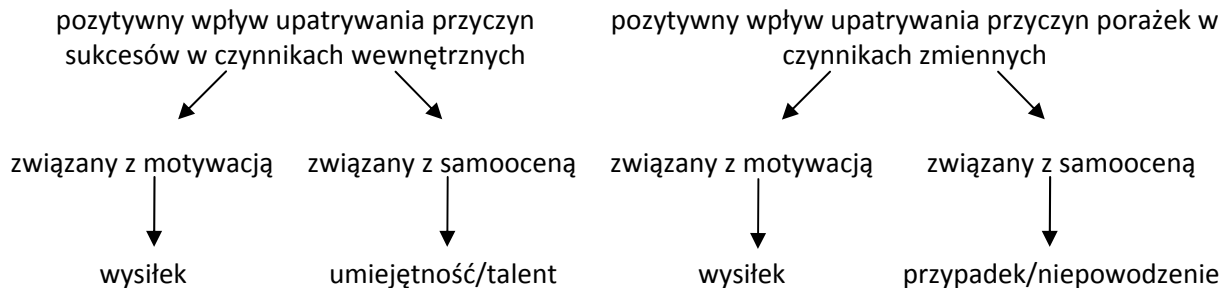 pozytywny wpływ upatrywania przyczyn
sukcesów w czynnikach wewnętrznych
związany z motywacją
związany z samooceną
wysiłek
umiejętność/talent
pozytywny wpływ upatrywania przyczyn porażek w
czynnikach zmiennych
związany z motywacją
związany z samooceną
wysiłek
przypadek/niepowodzenie